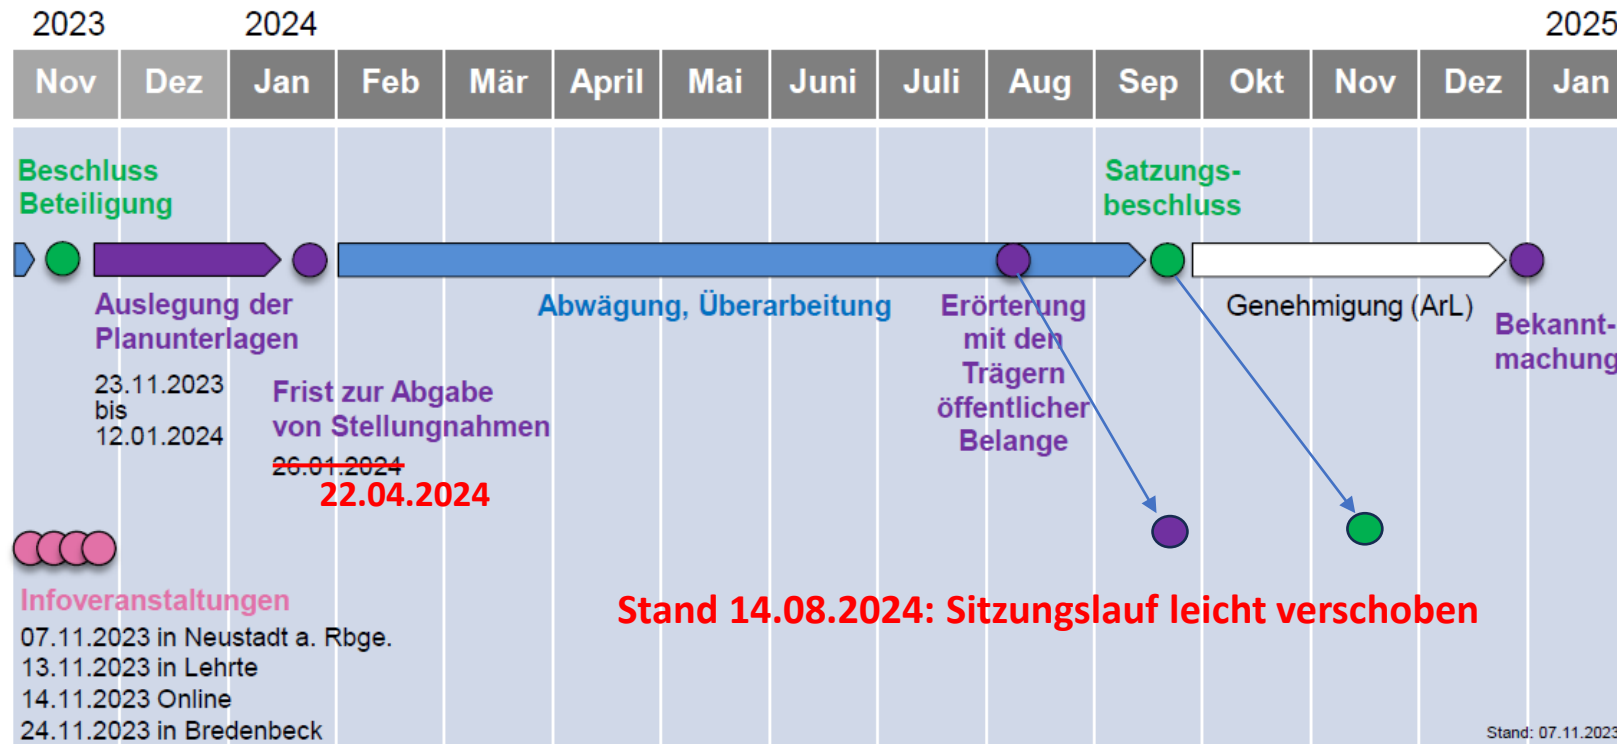 2023 2024 2025
Nov Dez Jan Feb Mär April Mai Juni Juli Aug Sep Okt Nov Dez Jan
Beschluss
Beteiligung
Satzungs-
beschluss
Auslegung der
Planunterlagen
23.11.2023
bis
12.01.2024
Frist zur Abgabe
von Stellungnahmen
26.01.2024
22.04.2024
Abwägung, Überarbeitung
Erörterung
mit den
Trägern
öffentlicher
Belange
Genehmigung (ArL)
Bekannt-
machung
Infoveranstaltungen
07.11.2023 in Neustadt a. Rbge.
13.11.2023 in Lehrte
14.11.2023 Online
24.11.2023 in Bredenbeck
Stand 14.08.2024: Sitzungslauf leicht verschoben
Stand: 07.11.2023